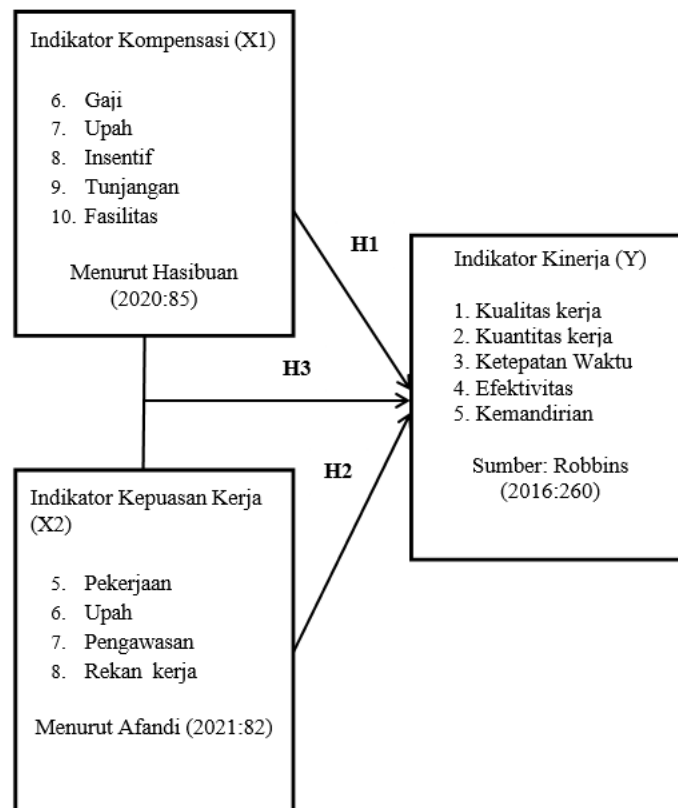 Indikator Kompensasi (X1)
6. Gaji
7. Upah
8. Insentif
9. Tunjangan
10. Fasilitas
Menurut Hasibuan
(2020:85)
H1
Indikator Kinerja (Y)
1. Kualitas kerja
2. Kuantitas kerja
3. Ketepatan Waktu
4. Efektivitas
5. Kemandirian
Sumber: Robbins
(2016:260)
H3
H2
Indikator Kepuasan Kerja
(X2)
5. Pekerjaan
6. Upah
7. Pengawasan
8. Rekan kerja
Menurut Afandi (2021:82)